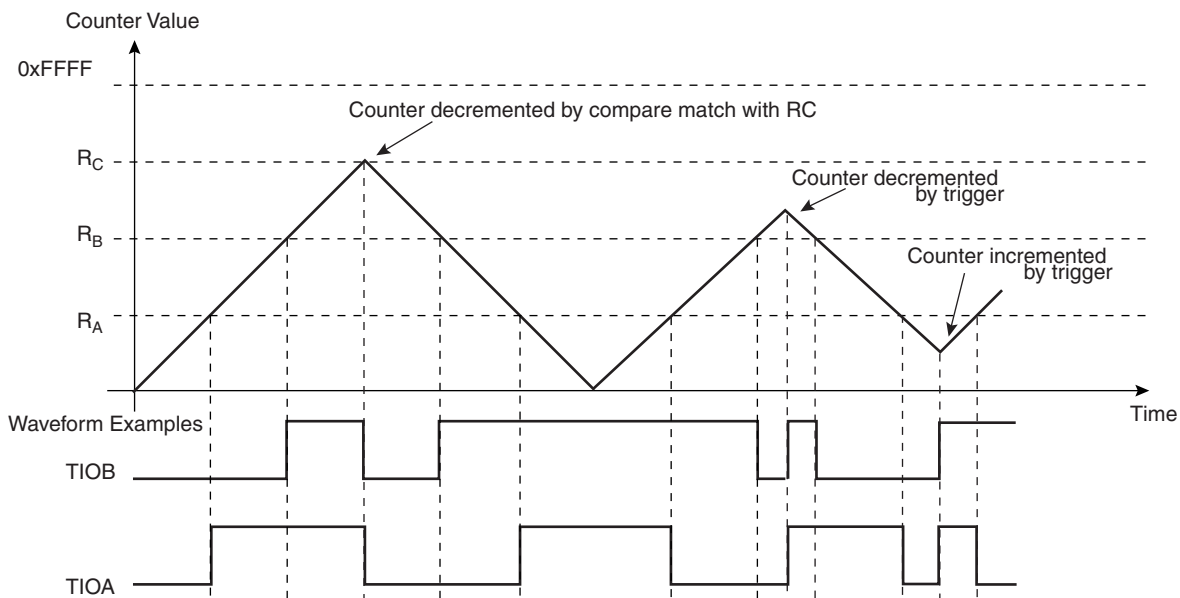 Counter Value
0xFFFF
Counter decremented by compare match with RC
RC
Counter decremented
by trigger
RB
Counter incremented
by trigger
RA
Time
Waveform Examples
TIOB
TIOA